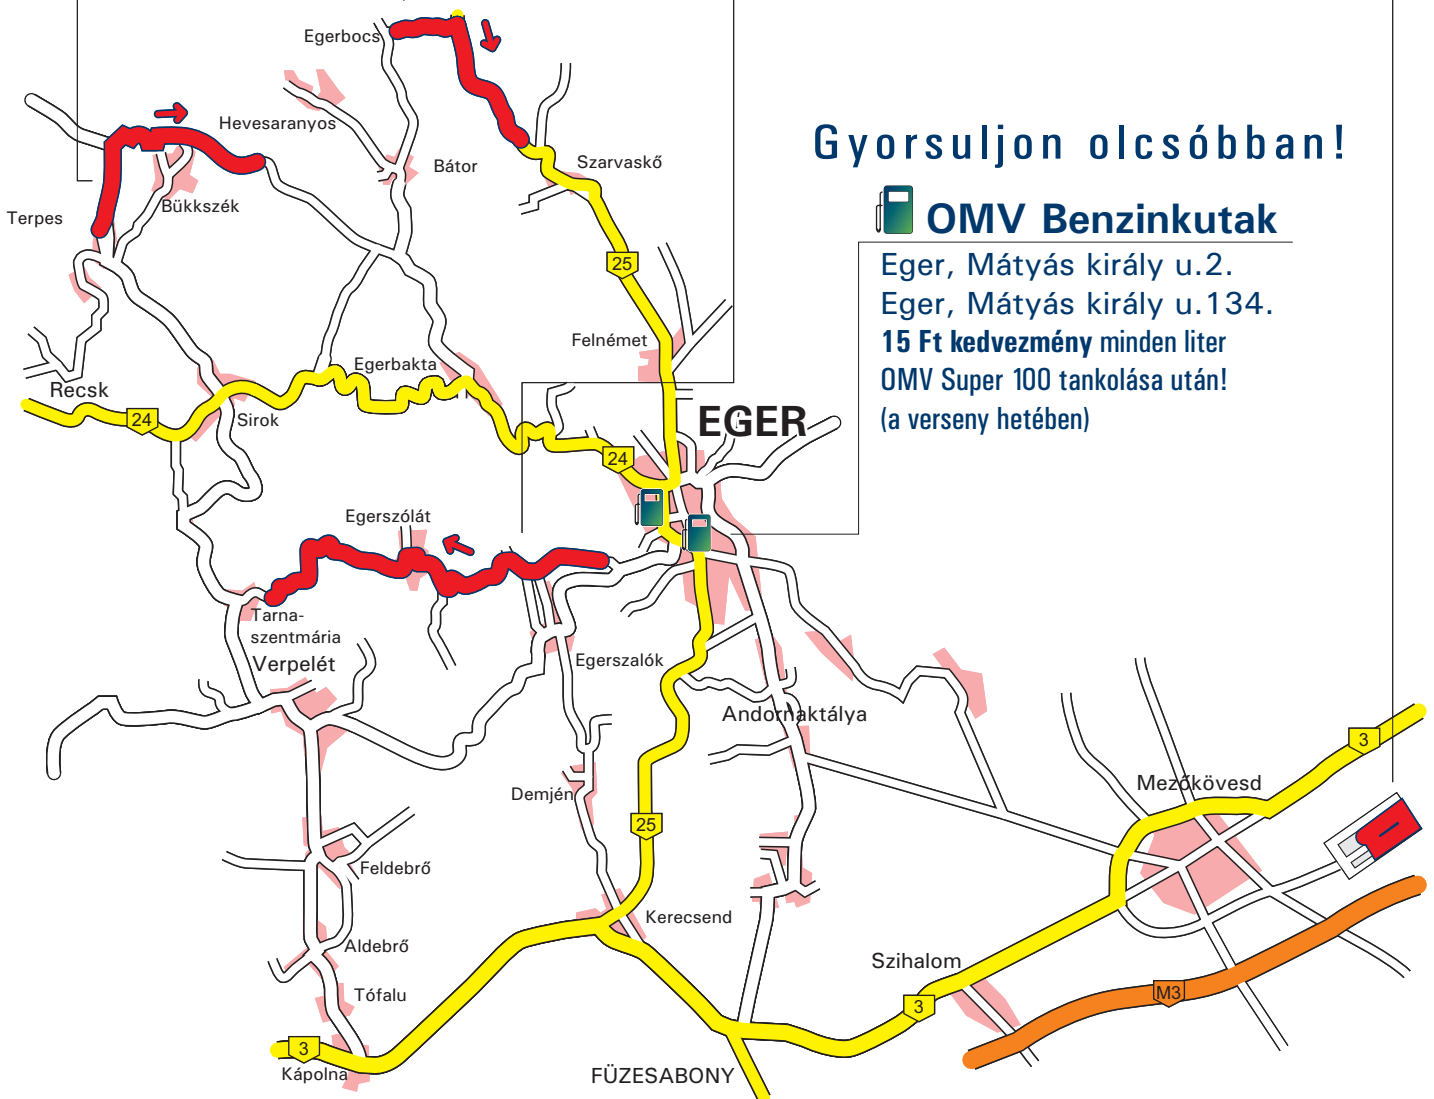 Egerbocs
Hevesaranyos
Bátor
Szarvaskő
Terpes
Bükkszék
Gyorsuljon olcsóbban!
OMV Benzinkutak
Eger, Mátyás király u.2.
Eger, Mátyás király u.134.
15 Ft kedvezmény minden liter
OMV Super 100 tankolása után!
(a verseny hetében)
25
Felnémet
Egerbakta
Recsk
24
Sirok
EGER
24
Egerszólát
Tarna-
szentmária
Verpelét
Egerszalók
Andornaktálya
3
Mezőkövesd
Demjén
25
Feldebrő
Kerecsend
Aldebrő
Szihalom
Tófalu
M3
3
3
Kápolna
FÜZESABONY